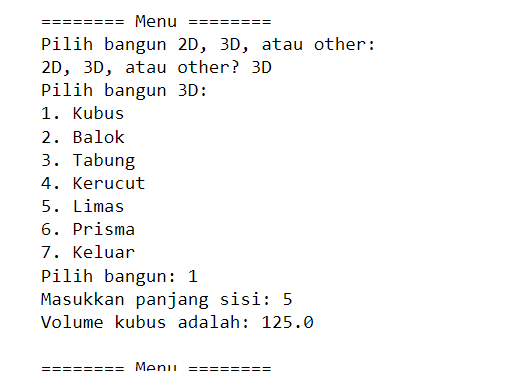 ======== Menu ========
Pilih bangun 2D, 3D, atau other:
2D, 3D, atau other? 3D
Pilih bangun 3D:
1. Kubus
2. Balok
3. Tabung
4. Kerucut
5. Limas
6. Prisma
7. Keluar
Pilih bangun: 1
Masukkan panjang sisi: 5
Volume kubus adalah: 125.0
======== Menu ========